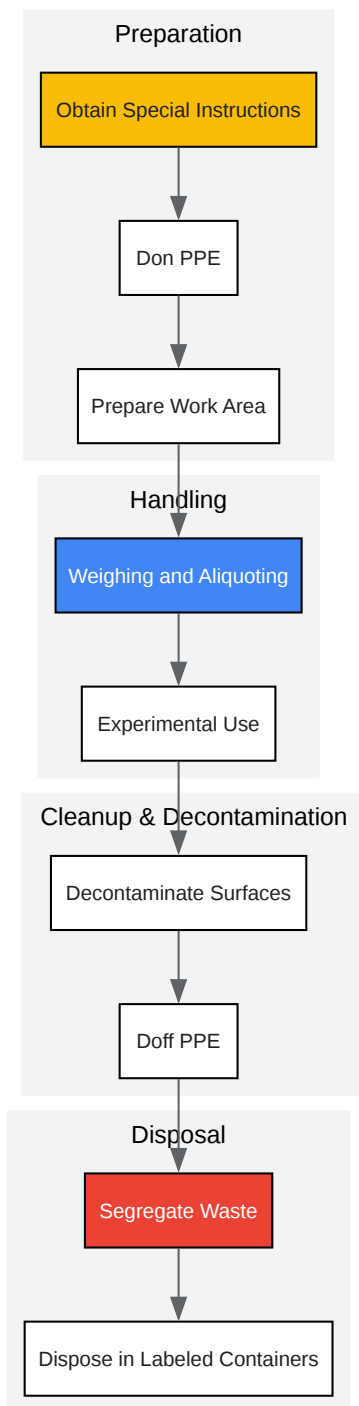 Preparation
Obtain Special Instructions
Don PPE
Prepare Work Area
Handling
Weighing and Aliquoting
Experimental Use
Cleanup & Decontamination
Decontaminate Surfaces
Doff PPE
Disposal
Segregate Waste
Dispose in Labeled Containers